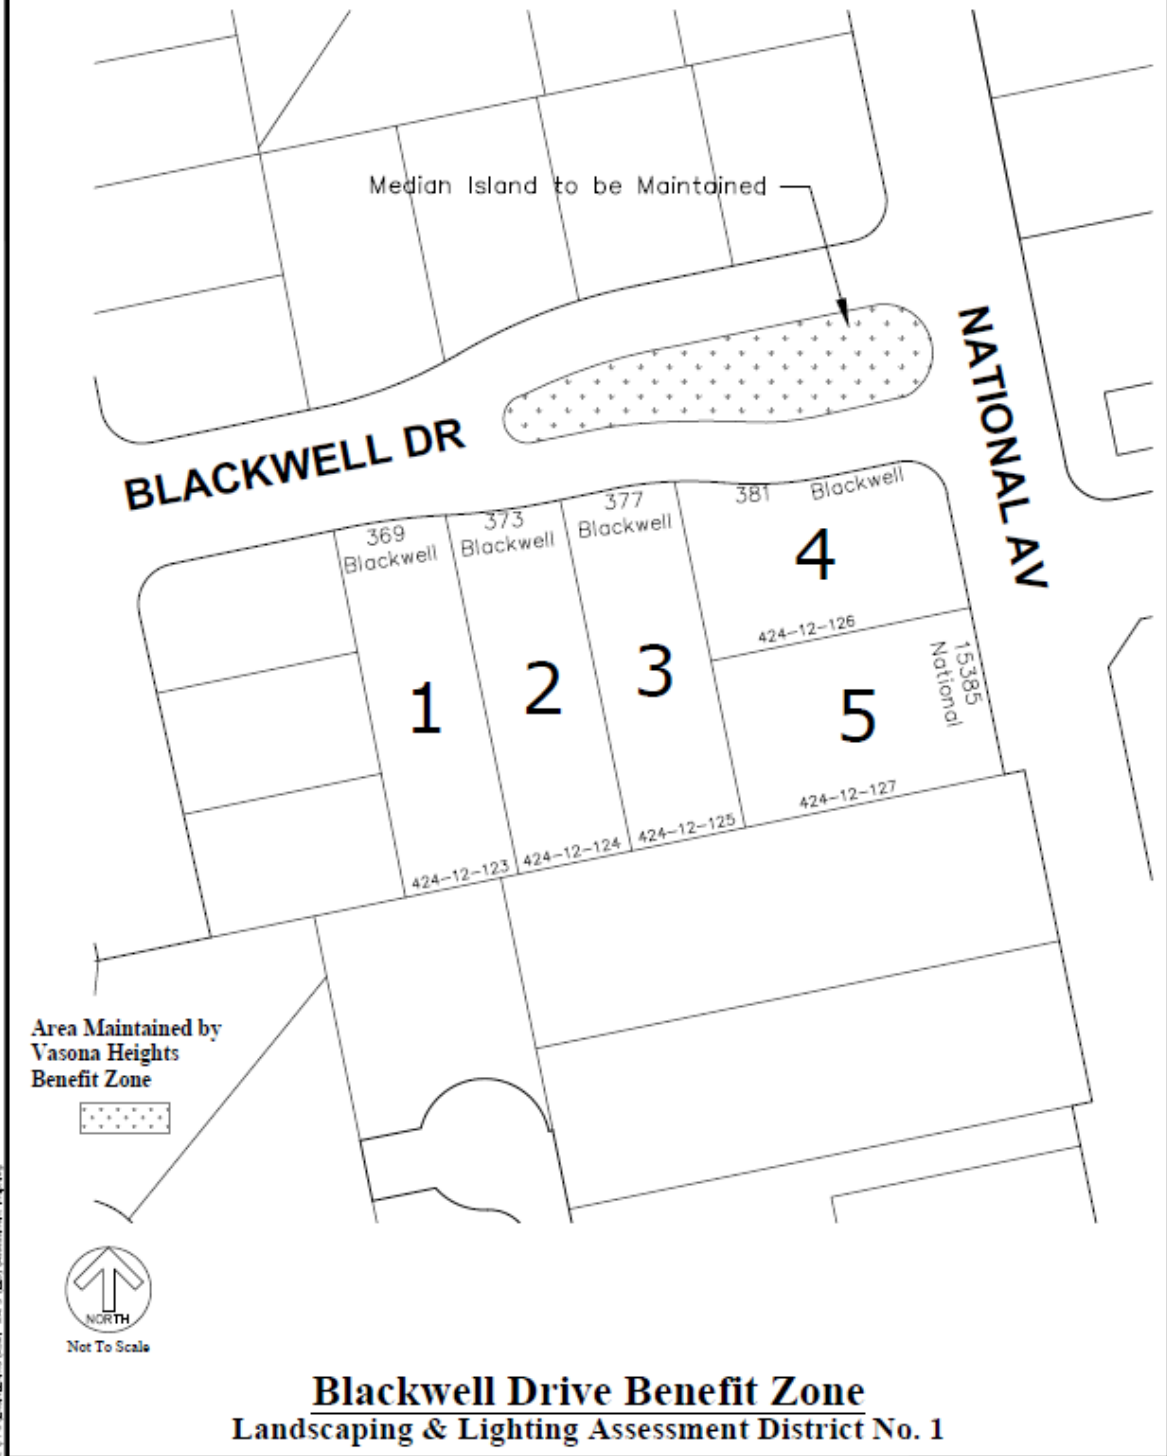 Median Island to be Maintained
NATIONAL AV
BLACKWELL DR
369
Blackwell
373
Blackwell
377
Blackwell
381 Blackwell
4
424-12-126
15385
National
1
2
3
5
424-12-123
424-12-124
424-12-125
424-12-127
Area Maintained by
Vasona Heights
Benefit Zone
NORTH
Not To Scale
Blackwell Drive Benefit Zone
Landscaping & Lighting Assessment District No. 1